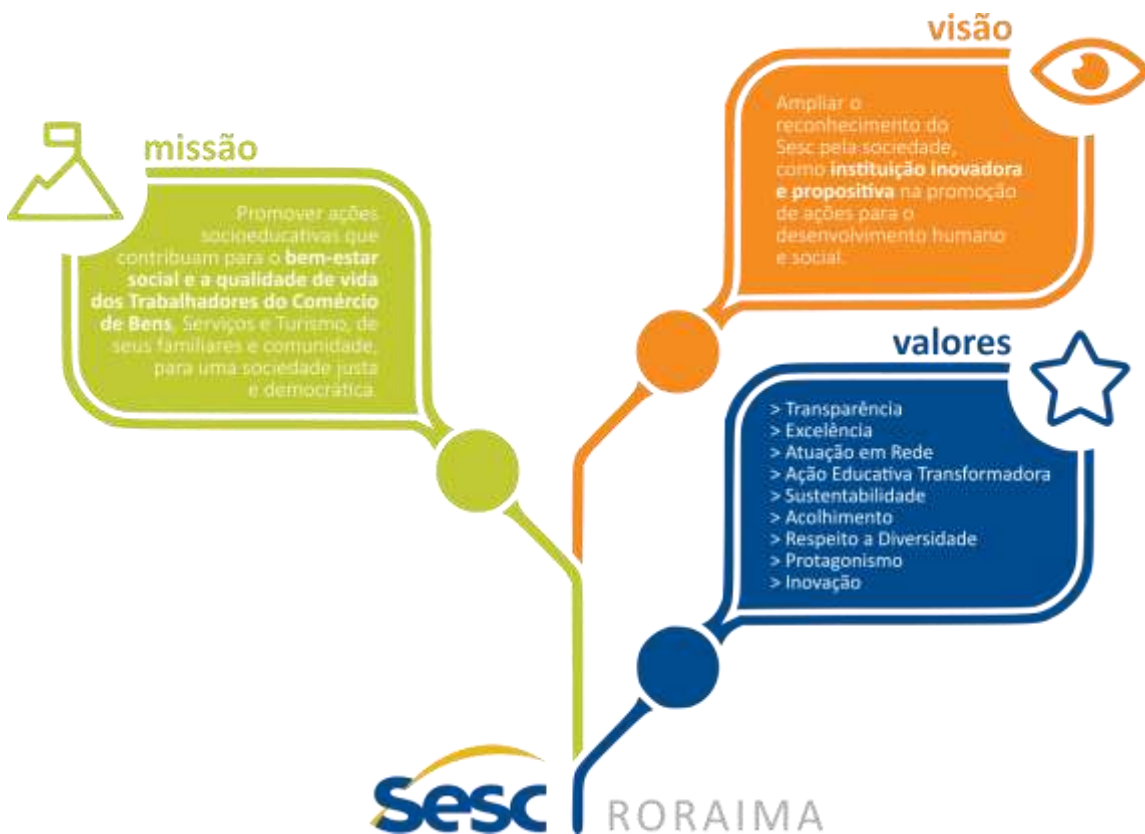 missão
Promover ações
socioeducativas que
contribuam para o bem-estar
social e a qualidade de vida
dos Trabalhadores do Comércio
de Bens, Serviços e Turismo, de
seus familiares e comunidade,
para uma sociedade justa
e democrática.
visão
Ampliar o
reconhecimento do
Sesc pela sociedade,
como instituição inovadora
e propositiva na promoção
de ações para o
desenvolvimento humano
e social.
valores
> Transparência
> Excelência
> Atuação em Rede
> Ação Educativa Transformadora
> Sustentabilidade
> Acolhimento
> Respeito a Diversidade
> Protagonismo
> Inovação
Sesc
RORAIMA